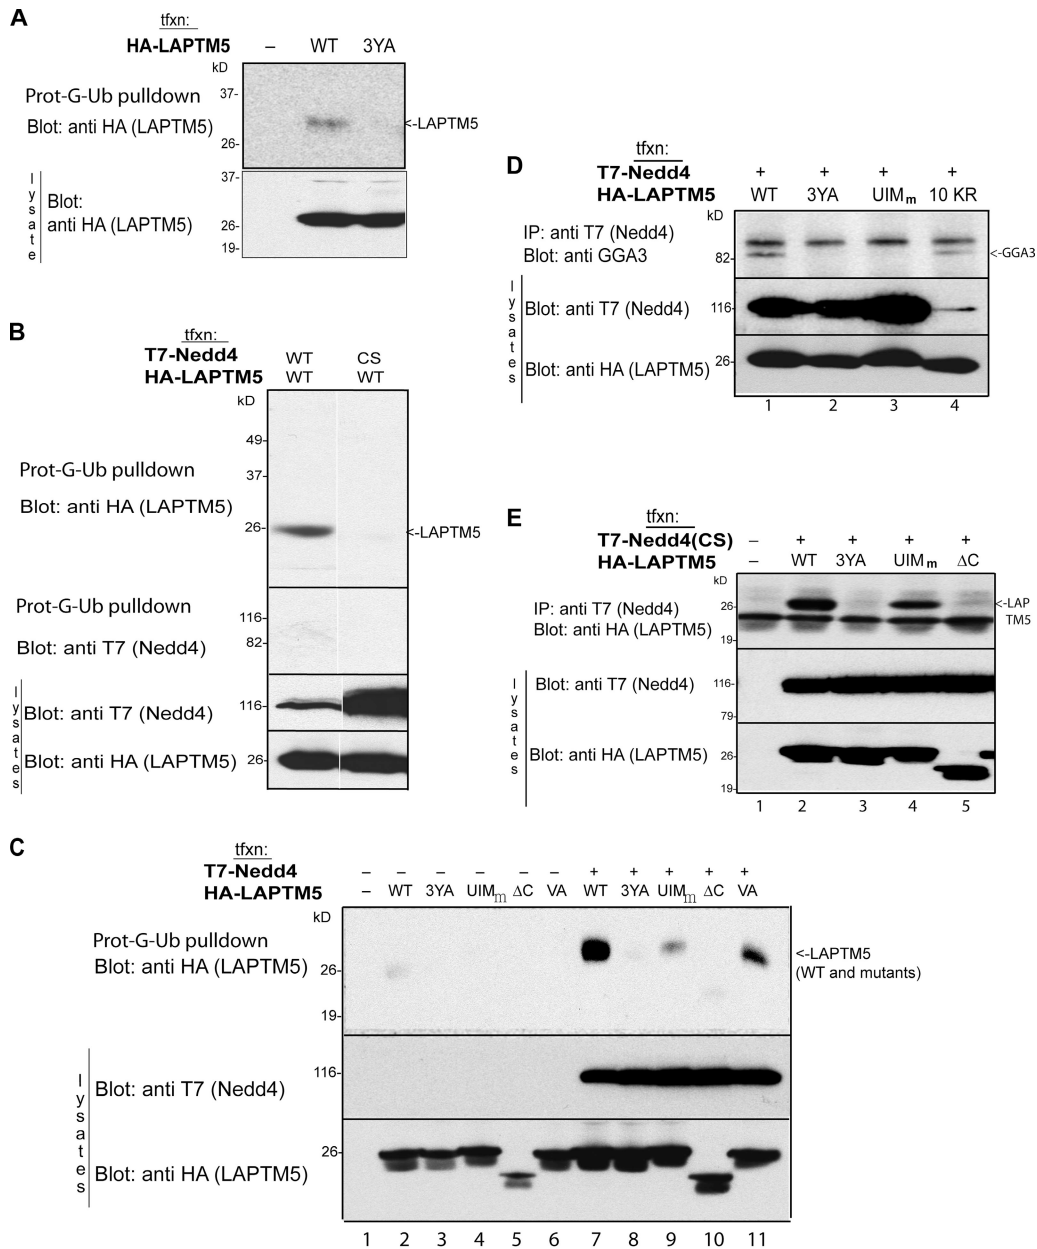 A
tfxn:
HA-LAPTM5 – WT 3YA
kD
Prot-G-Ub pulldown
Blot: anti HA (LAPTM5)
37-
26-
<-LAPTM5
lysate
Blot:
anti HA (LAPTM5)
37-
26-
19-
B
tfxn:
T7-Nedd4 WT CS
HA-LAPTM5 WT WT
kD
49-
37-
26-
Prot-G-Ub pulldown
Blot: anti HA (LAPTM5)
<-LAPTM5
Prot-G-Ub pulldown
Blot: anti T7 (Nedd4)
116-
82-
lysates
Blot: anti T7 (Nedd4)
116-
Blot: anti HA (LAPTM5)
26-
C
tfxn:
T7-Nedd4 – – – – – – + + + + +
HA-LAPTM5 – WT 3YA UIMm ΔC VA WT 3YA UIMm ΔC VA
kD
Prot-G-Ub pulldown
Blot: anti HA (LAPTM5)
26-
19-
<-LAPTM5
(WT and mutants)
lysates
Blot: anti T7 (Nedd4)
116-
Blot: anti HA (LAPTM5)
26-
1 2 3 4 5 6 7 8 9 10 11
D
tfxn:
T7-Nedd4 + + + +
HA-LAPTM5 WT 3YA UIMm 10 KR
kD
IP: anti T7 (Nedd4)
Blot: anti GGA3
82-
<-GGA3
lysates
Blot: anti T7 (Nedd4)
116-
Blot: anti HA (LAPTM5)
26-
1 2 3 4
E
tfxn:
T7-Nedd4(CS) – + + + +
HA-LAPTM5 – WT 3YA UIMm ΔC
kD
IP: anti T7 (Nedd4)
Blot: anti HA (LAPTM5)
26-
19-
<-LAP
TM5
lysates
Blot: anti T7 (Nedd4)
116-
79-
Blot: anti HA (LAPTM5)
26-
19-
1 2 3 4 5